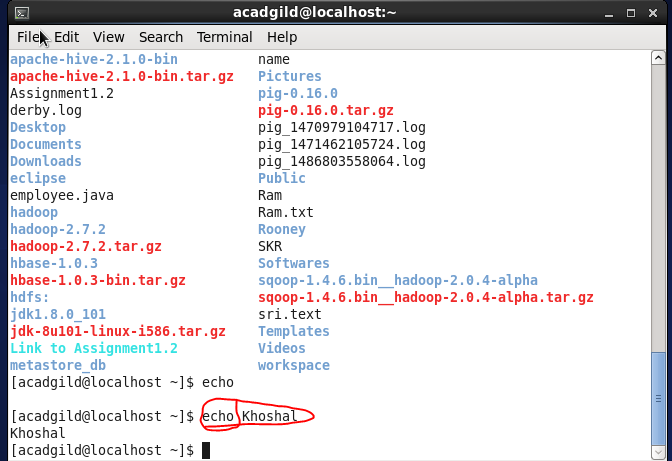 acadgild@localhost:~
File Edit View Search Terminal Help
apache-hive-2.1.0-bin name
apache-hive-2.1.0-bin.tar.gz Pictures
Assignment1.2 pig-0.16.0
derby.log pig-0.16.0.tar.gz
Desktop pig_1470979104717.log
Documents pig_1471462105724.log
Downloads pig_1486803558064.log
eclipse Public
employee.java Ram
hadoop Ram.txt
hadoop-2.7.2 Rooney
hadoop-2.7.2.tar.gz SKR
hbase-1.0.3 Softwares
hbase-1.0.3-bin.tar.gz sqoop-1.4.6.bin__hadoop-2.0.4-alpha
hdfs: sqoop-1.4.6.bin__hadoop-2.0.4-alpha.tar.gz
jdk1.8.0_101 sri.text
jdk-8u101-linux-i586.tar.gz Templates
Link to Assignment1.2 Videos
metastore_db workspace
[acadgild@localhost ~]$ echo
[acadgild@localhost ~]$ echo Khoshal
Khoshal
[acadgild@localhost ~]$